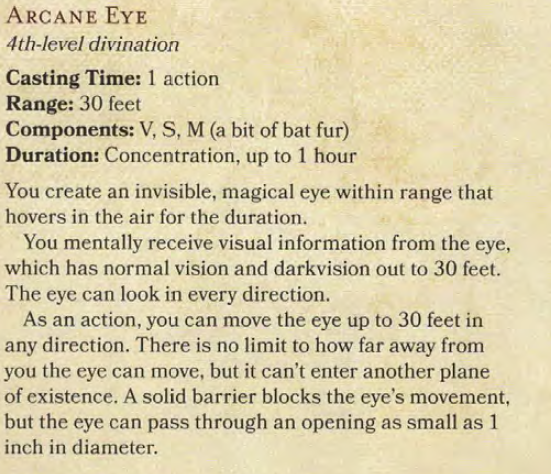 ARCANE EYE
4th-level divination
Casting Time: 1 action
Range: 30 feet
Components: V, S, M (a bit of bat fur)
Duration: Concentration, up to 1 hour
You create an invisible, magical eye within range that
hovers in the air for the duration.
You mentally receive visual information from the eye,
which has normal vision and darkvision out to 30 feet.
The eye can look in every direction.
As an action, you can move the eye up to 30 feet in
any direction. There is no limit to how far away from
you the eye can move, but it can't enter another plane
of existence. A solid barrier blocks the eye's movement,
but the eye can pass through an opening as small as 1
inch in diameter.